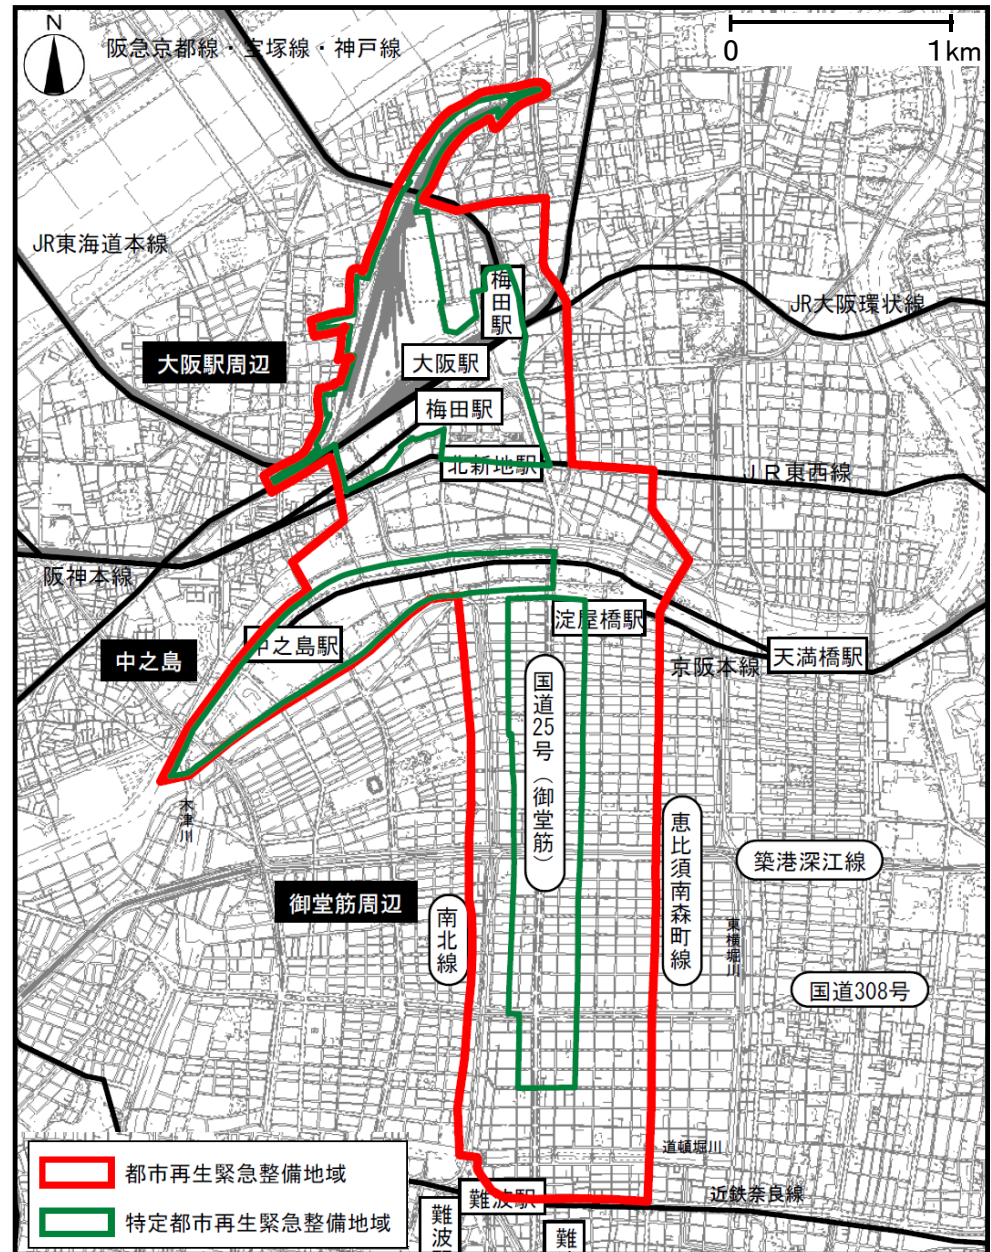 N
阪急京都線・宝塚線・神戸線
0 1km
JR東海道本線
JR大阪環状線
梅田駅
大阪駅周辺
大阪駅
梅田駅
北新地駅
JR東西線
阪神本線
淀屋橋駅
中之島駅
天満橋駅
中之島
京阪本線
国道25号（御堂筋）
木津川
恵比須南森町線
築港深江線
御堂筋周辺
南北線
東横堀川
国道308号
道頓堀川
都市再生緊急整備地域
難波駅
近鉄奈良線
特定都市再生緊急整備地域
難波
難